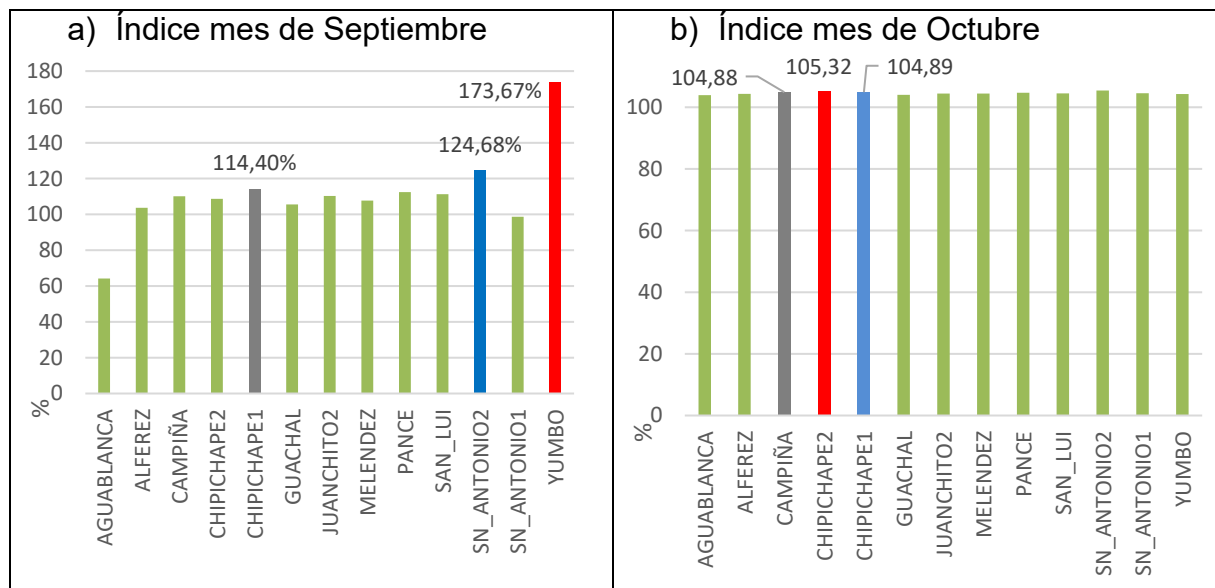 a) Índice mes de Septiembre
180
160
140
120
100
80
60
40
20
0
%
114,40%
124,68%
173,67%
AGUABLANCA
ALFEREZ
CAMPIÑA
CHIPICHAPE2
CHIPICHAPE1
GUACHAL
JUANCHITO2
MELENDEZ
PANCE
SAN_LUI
SN_ANTONIO2
SN_ANTONIO1
YUMBO
b) Índice mes de Octubre
100
80
60
40
20
0
%
104,88
105,32
104,89
AGUABLANCA
ALFEREZ
CAMPIÑA
CHIPICHAPE2
CHIPICHAPE1
GUACHAL
JUANCHITO2
MELENDEZ
PANCE
SAN_LUI
SN_ANTONIO2
SN_ANTONIO1
YUMBO